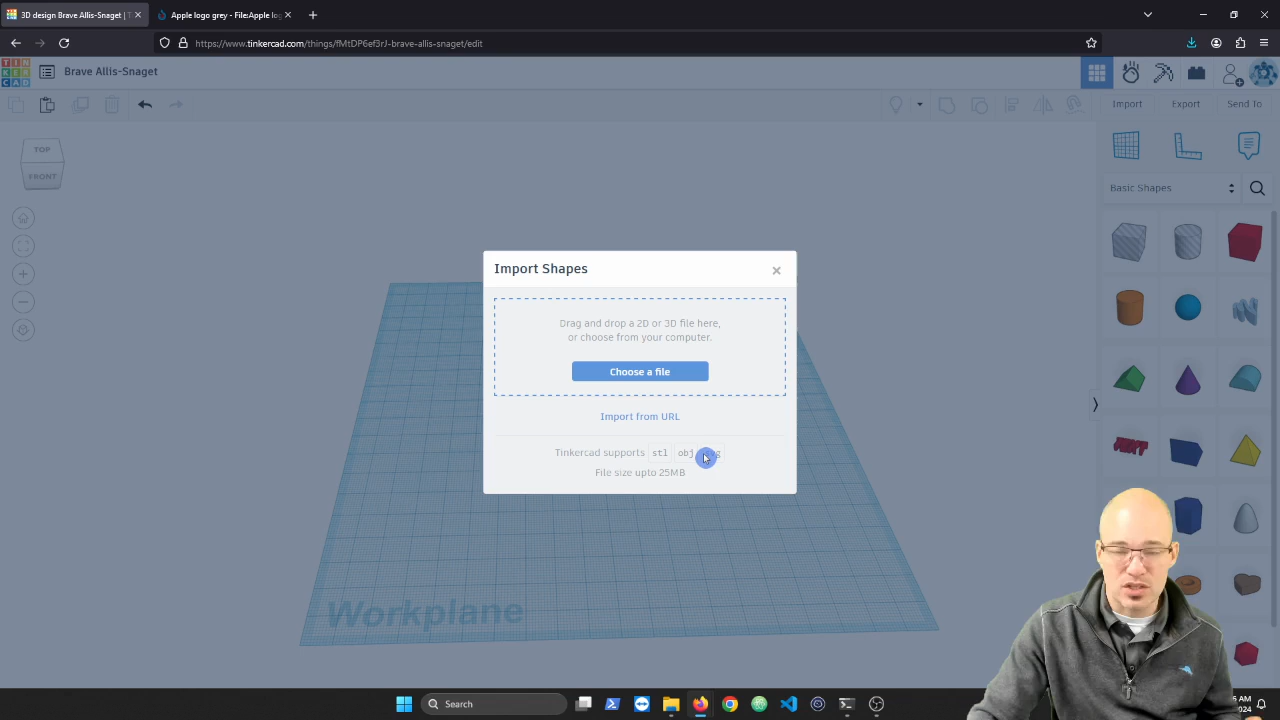 3D design Brave Allis-Snaget | T
Apple logo grey - File:Apple lo
https://www.tinkercad.com/things/fMtDP6ef3rJ-brave-allis-snaget/edit
TIN
KER
CAD
Brave Allis-Snaget
Import
Export
Send To
TOP
FRONT
Basic Shapes
Import Shapes
Drag and drop a 2D or 3D file here,
or choose from your computer.
Choose a file
Import from URL
Tinkercad supports stl obj
File size upto 25MB
TEXT
Workplane
Search